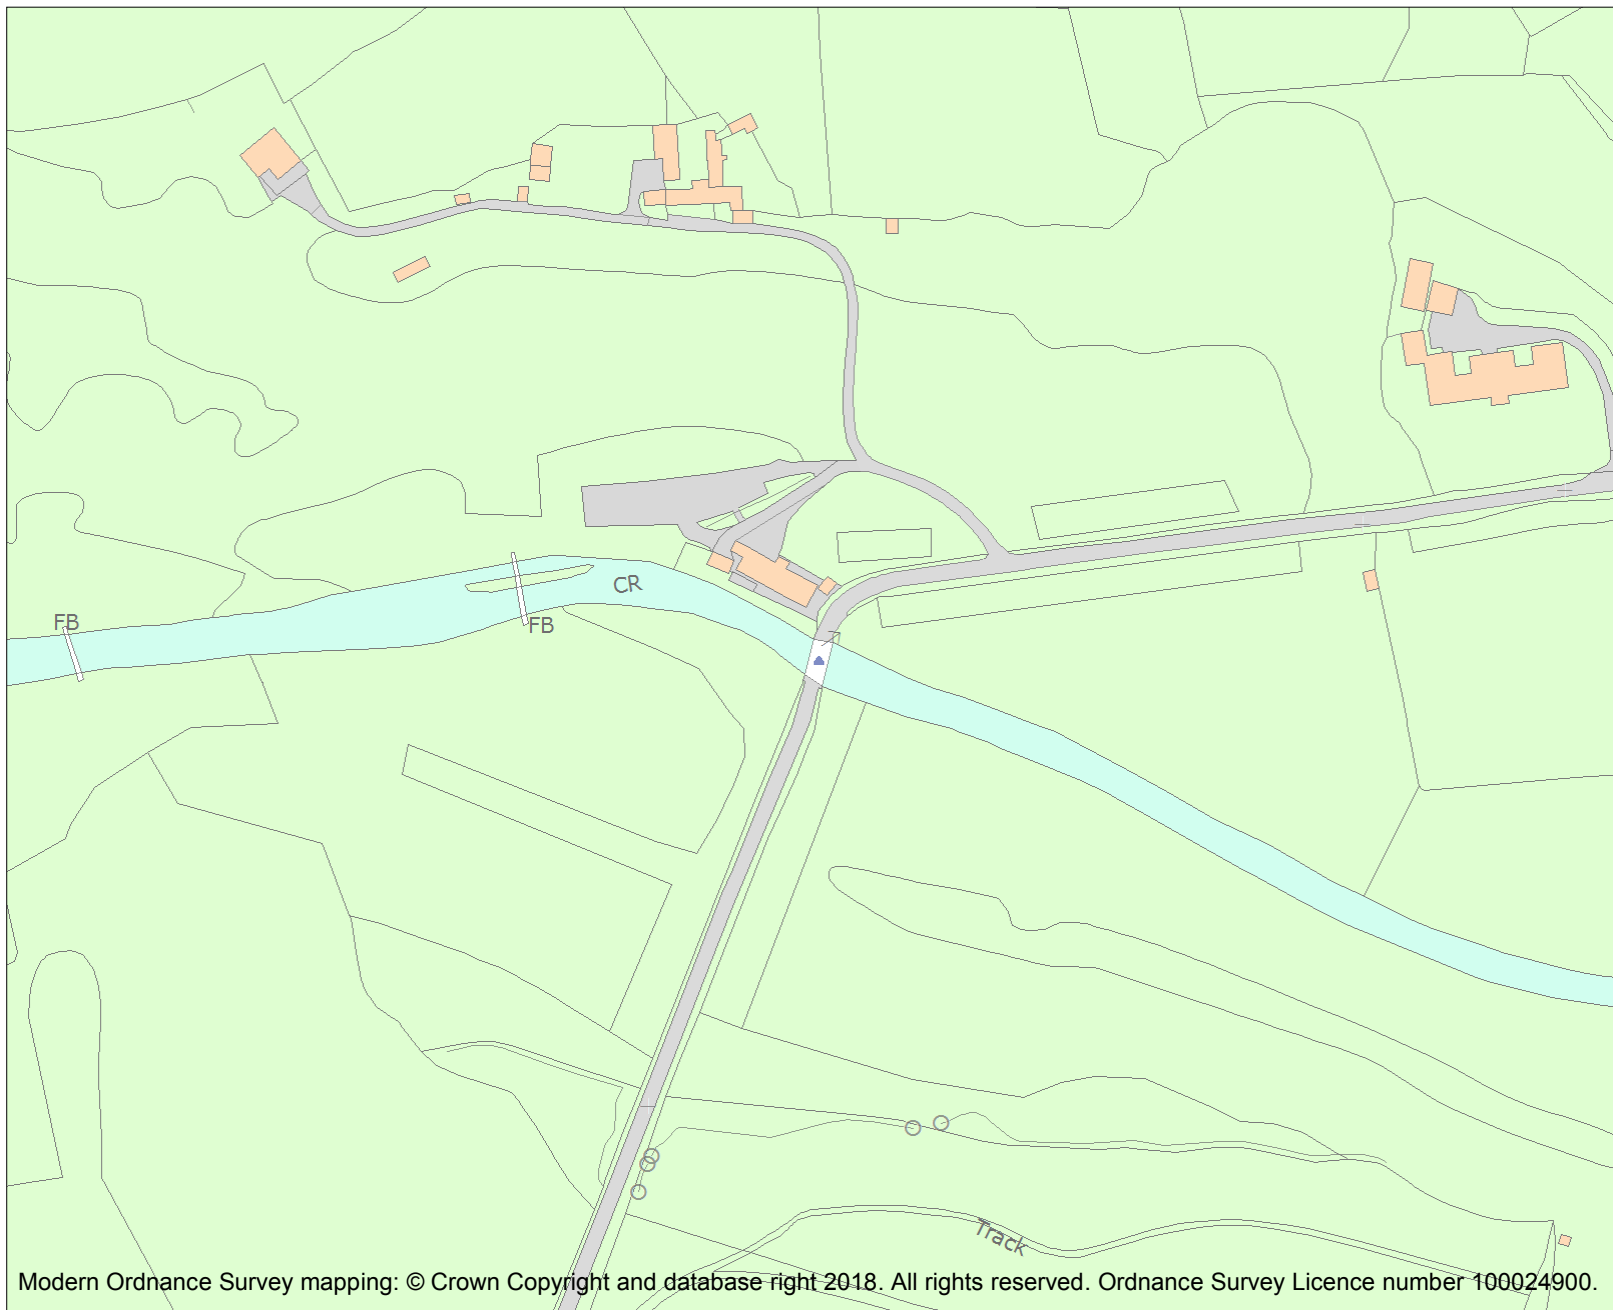 CR
FB
FB
Track
Modern Ordnance Survey mapping: © Crown Copyright and database right 2018. All rights reserved. Ordnance Survey Licence number 100024900.